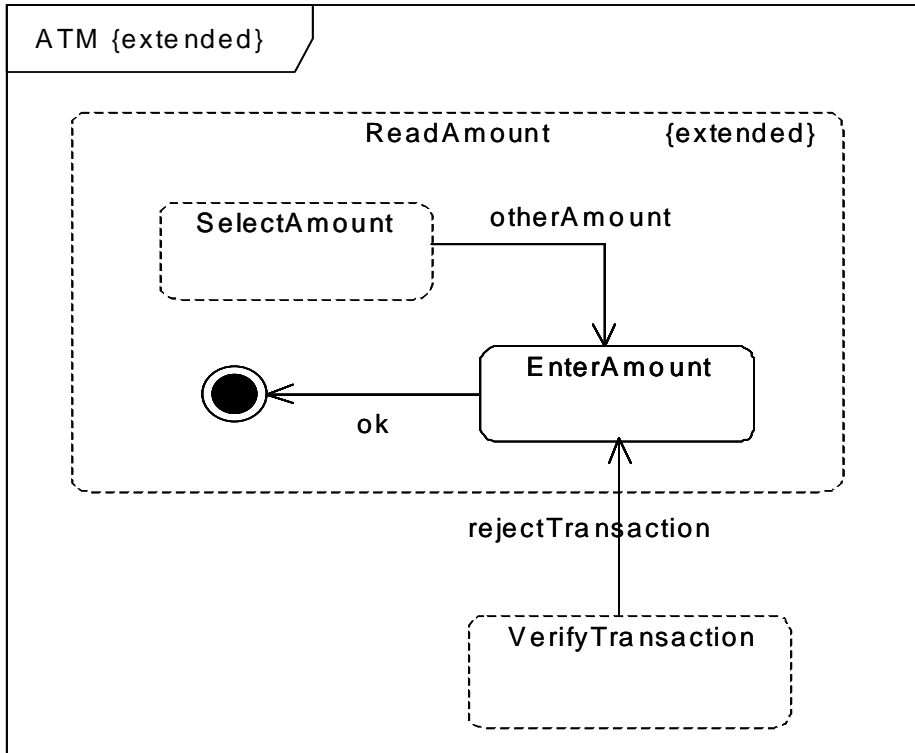 ATM {extended}
ReadAmount {extended}
SelectAmount
otherAmount
EnterAmount
ok
rejectTransaction
VerifyTransaction